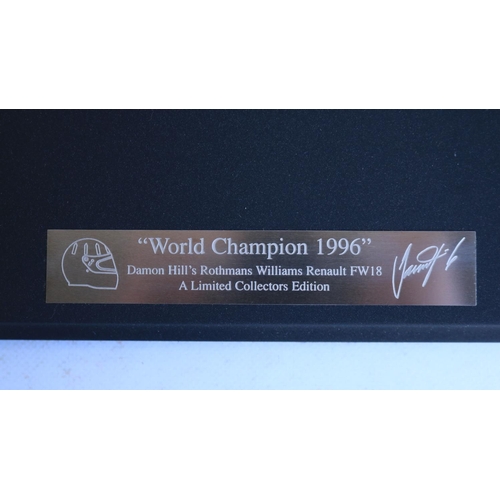 “World Champion 1996”
Damon Hill’s Rothmans Williams Renault FW18
A Limited Collectors Edition